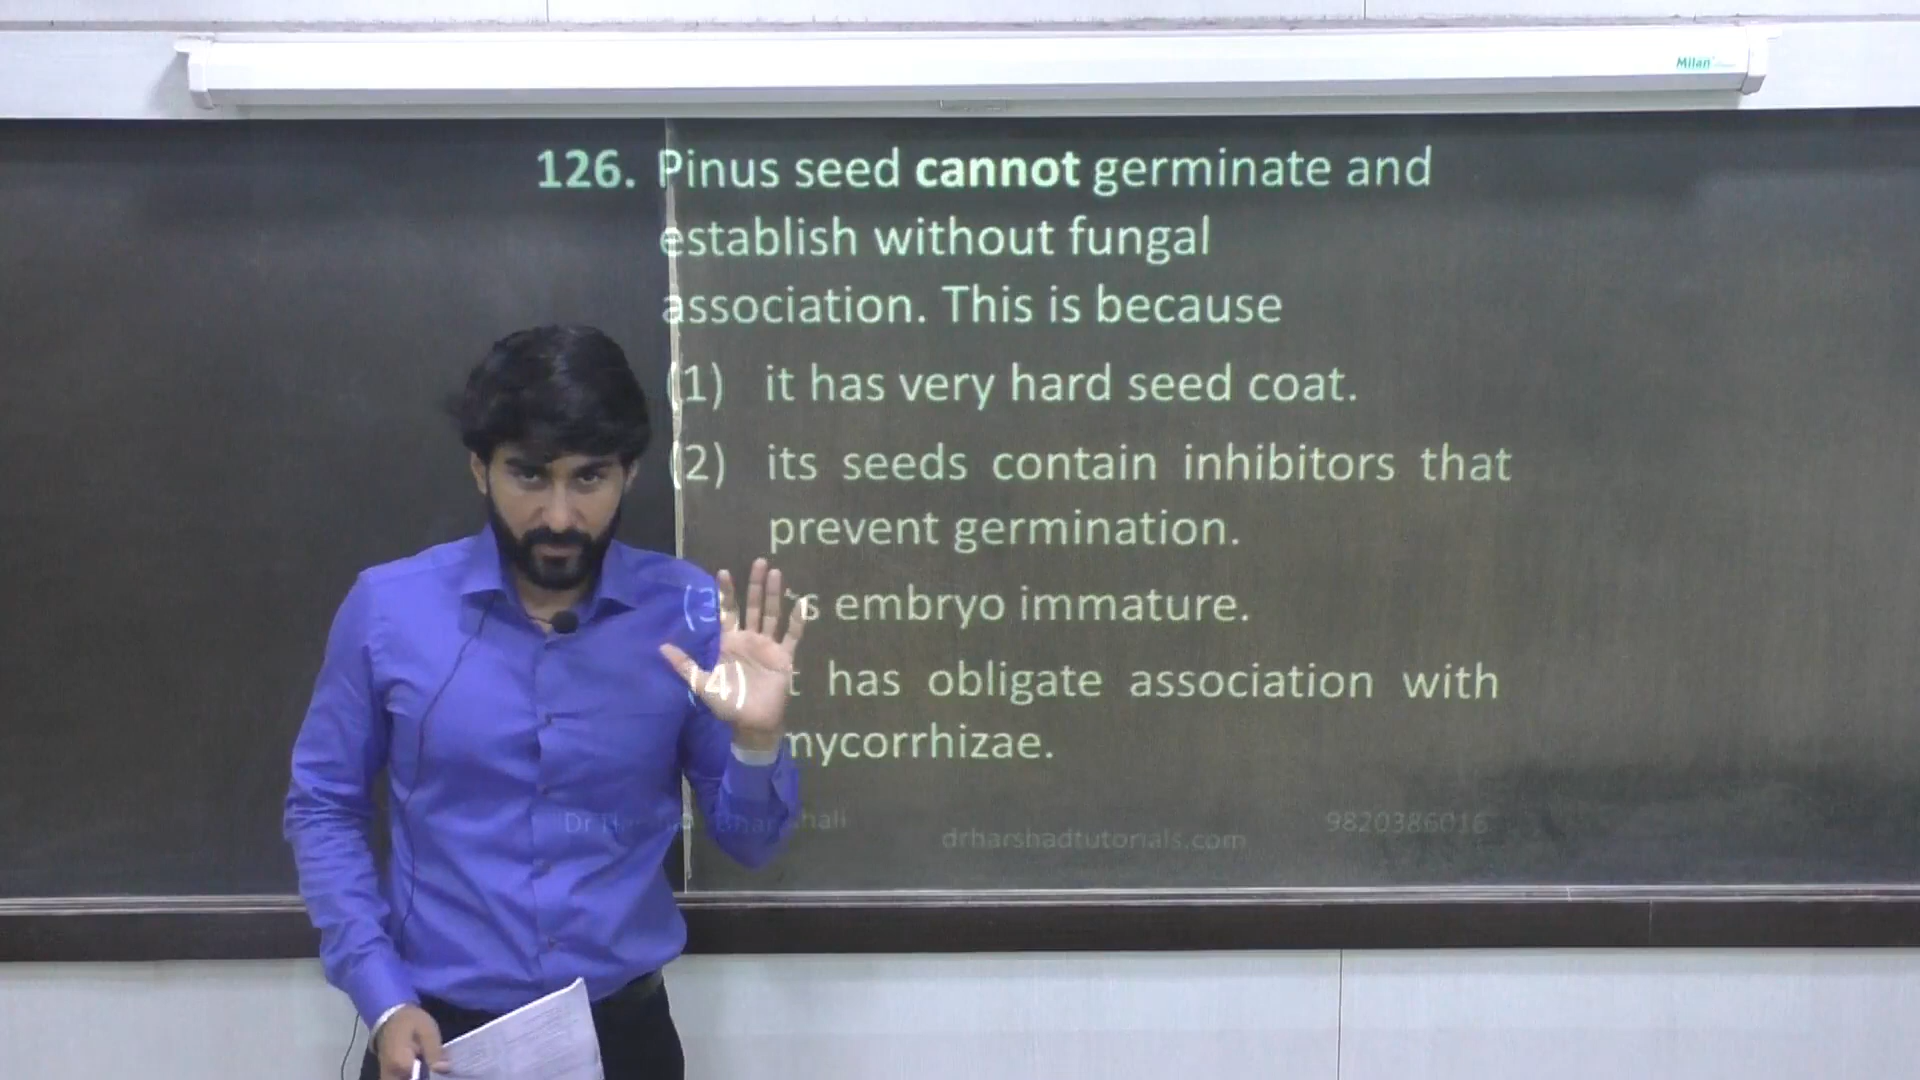 Milan
126. Pinus seed cannot germinate and
establish without fungal
association. This is because
(1) it has very hard seed coat.
(2) its seeds contain inhibitors that
prevent germination.
(3 embryo immature.
(4) has obligate association with
mycorrhizae.
drharshadtutorials.com
9820386016